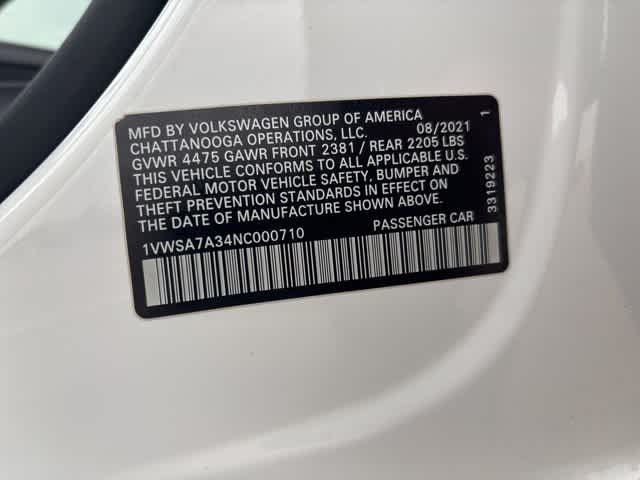 MFD BY VOLKSWAGEN GROUP OF AMERICA
CHATTANOOGA OPERATIONS, LLC. 08/2021 1
GVWR 4475 GAWR FRONT 2381 / REAR 2205 LBS
THIS VEHICLE CONFORMS TO ALL APPLICABLE U.S.
FEDERAL MOTOR VEHICLE SAFETY, BUMPER AND
THEFT PREVENTION STANDARDS IN EFFECT ON
THE DATE OF MANUFACTURE SHOWN ABOVE.
1VWSA7A34NC000710 PASSENGER CAR
3319223